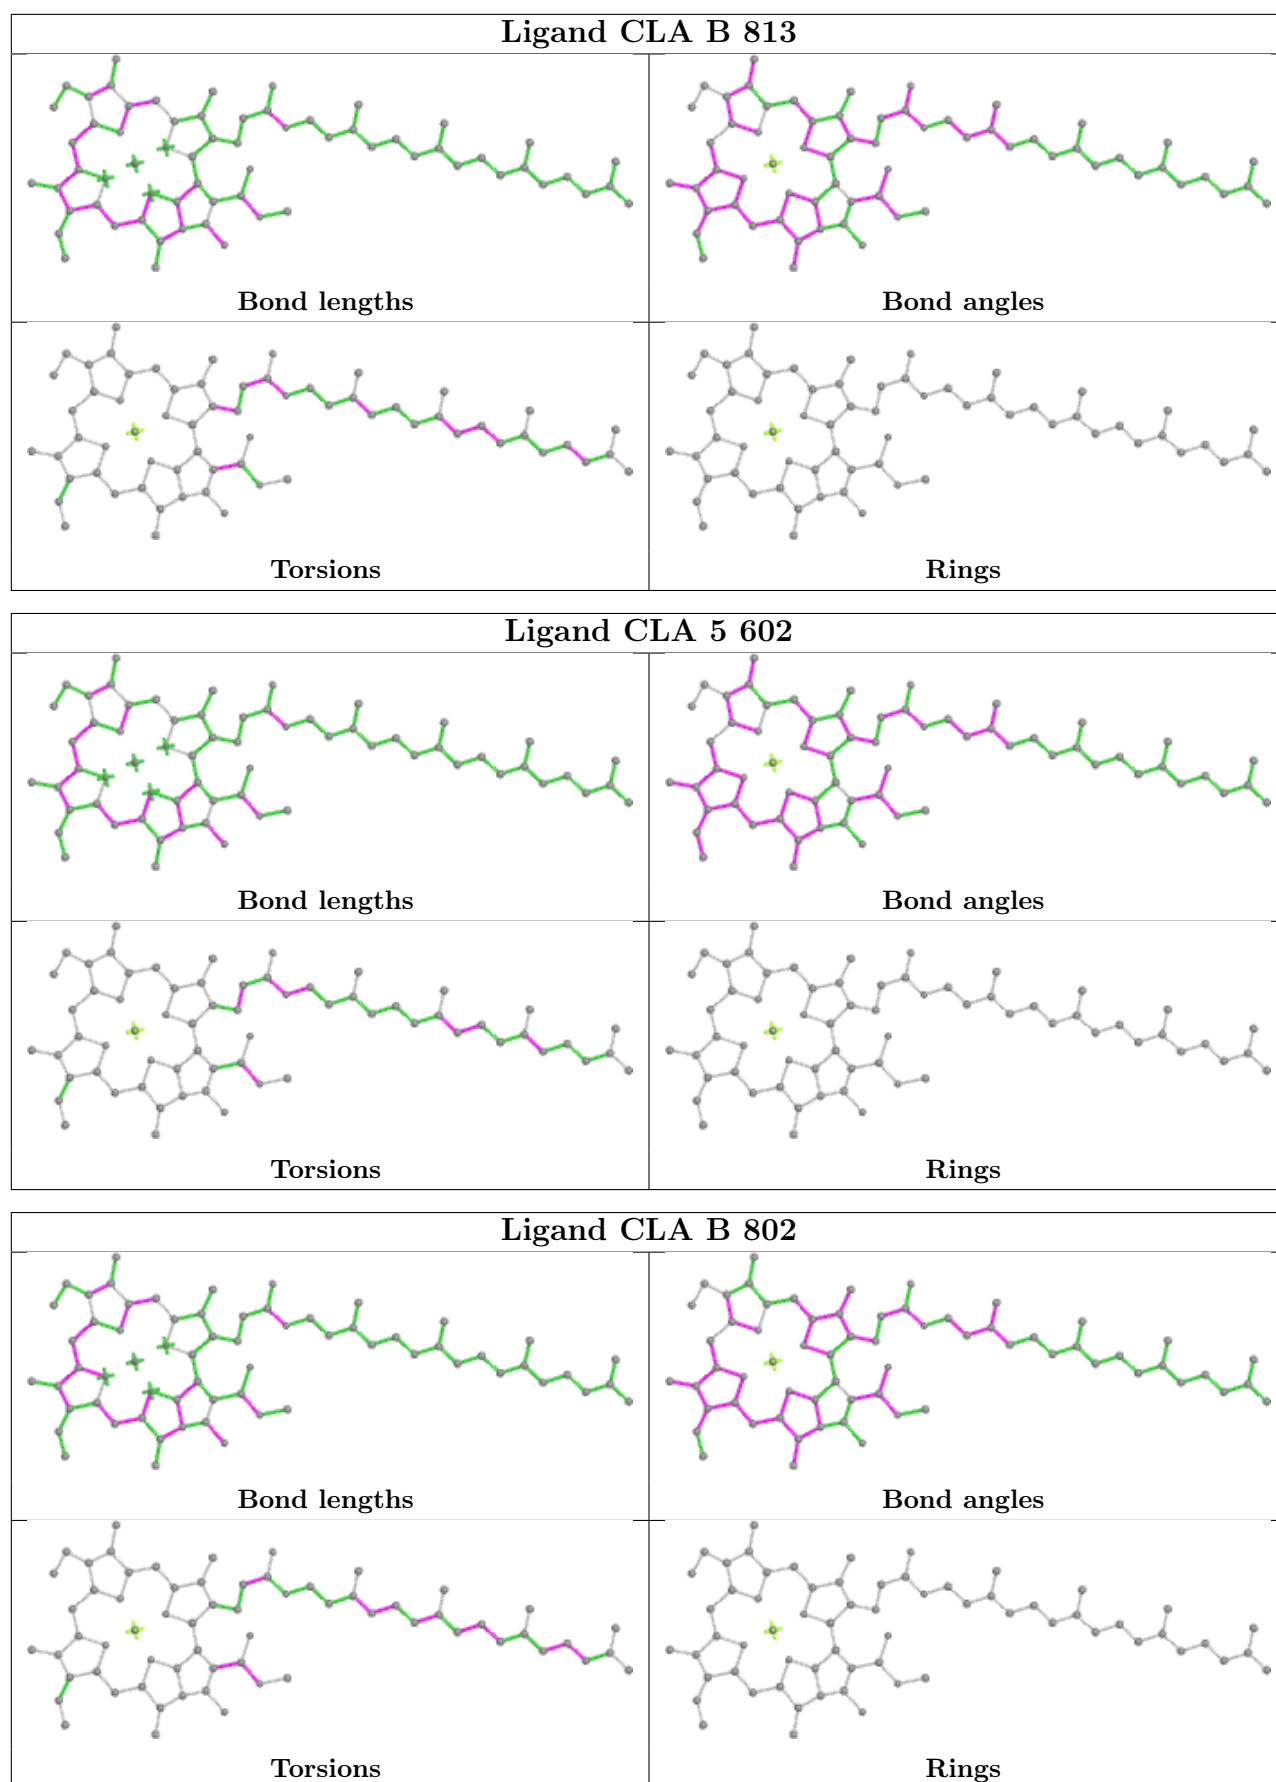 Ligand CLA B 813
Bond lengths
Bond angles
Torsions
Rings
Ligand CLA 5 602
Bond lengths
Bond angles
Torsions
Rings
Ligand CLA B 802
Bond lengths
Bond angles
Torsions
Rings